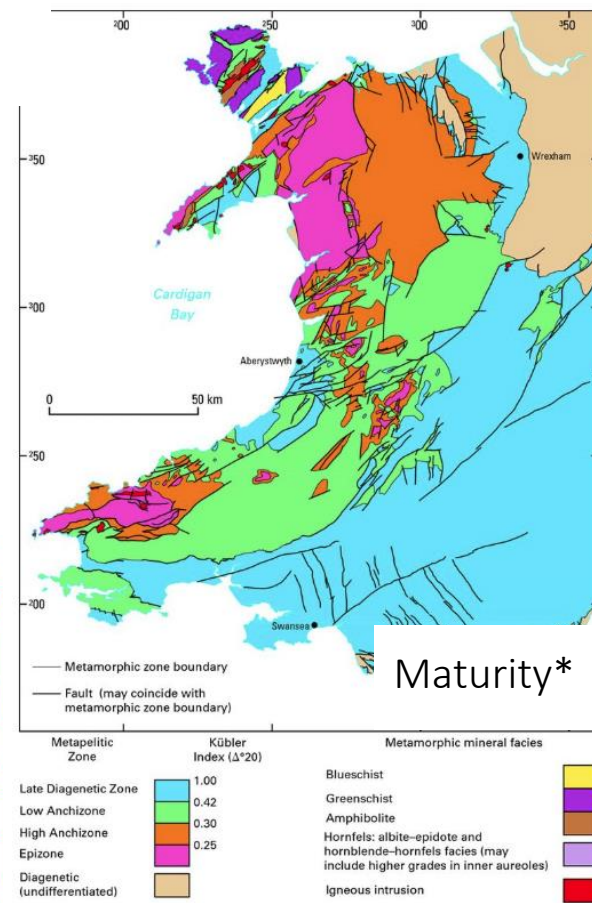 200 250 300 350
350
Wrexham
Cardigan
Bay
300
Aberystwyth
0 50 km
250
200
Swansea
Maturity*
Metamorphic zone boundary
Fault (may coincide with
metamorphic zone boundary)
Metapelitic
Zone
Kübler
Index (Δ°20)
Late Diagenetic Zone
Low Anchizone
High Anchizone
Epizone
Diagenetic
(undifferentiated)
1.00
0.42
0.30
0.25
Metamorphic mineral facies
Blueschist
Greenschist
Amphibolite
Hornfels: albite–epidote and
hornblende–hornfels facies (may
include higher grades in inner aureoles)
Igneous intrusion